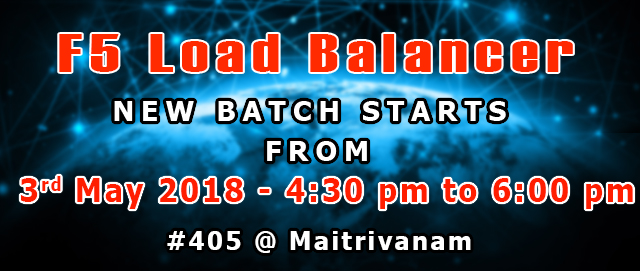 F5 Load Balancer
NEW BATCH STARTS
FROM
3rd May 2018 - 4:30 pm to 6:00 pm
#405 @ Maitrivanam